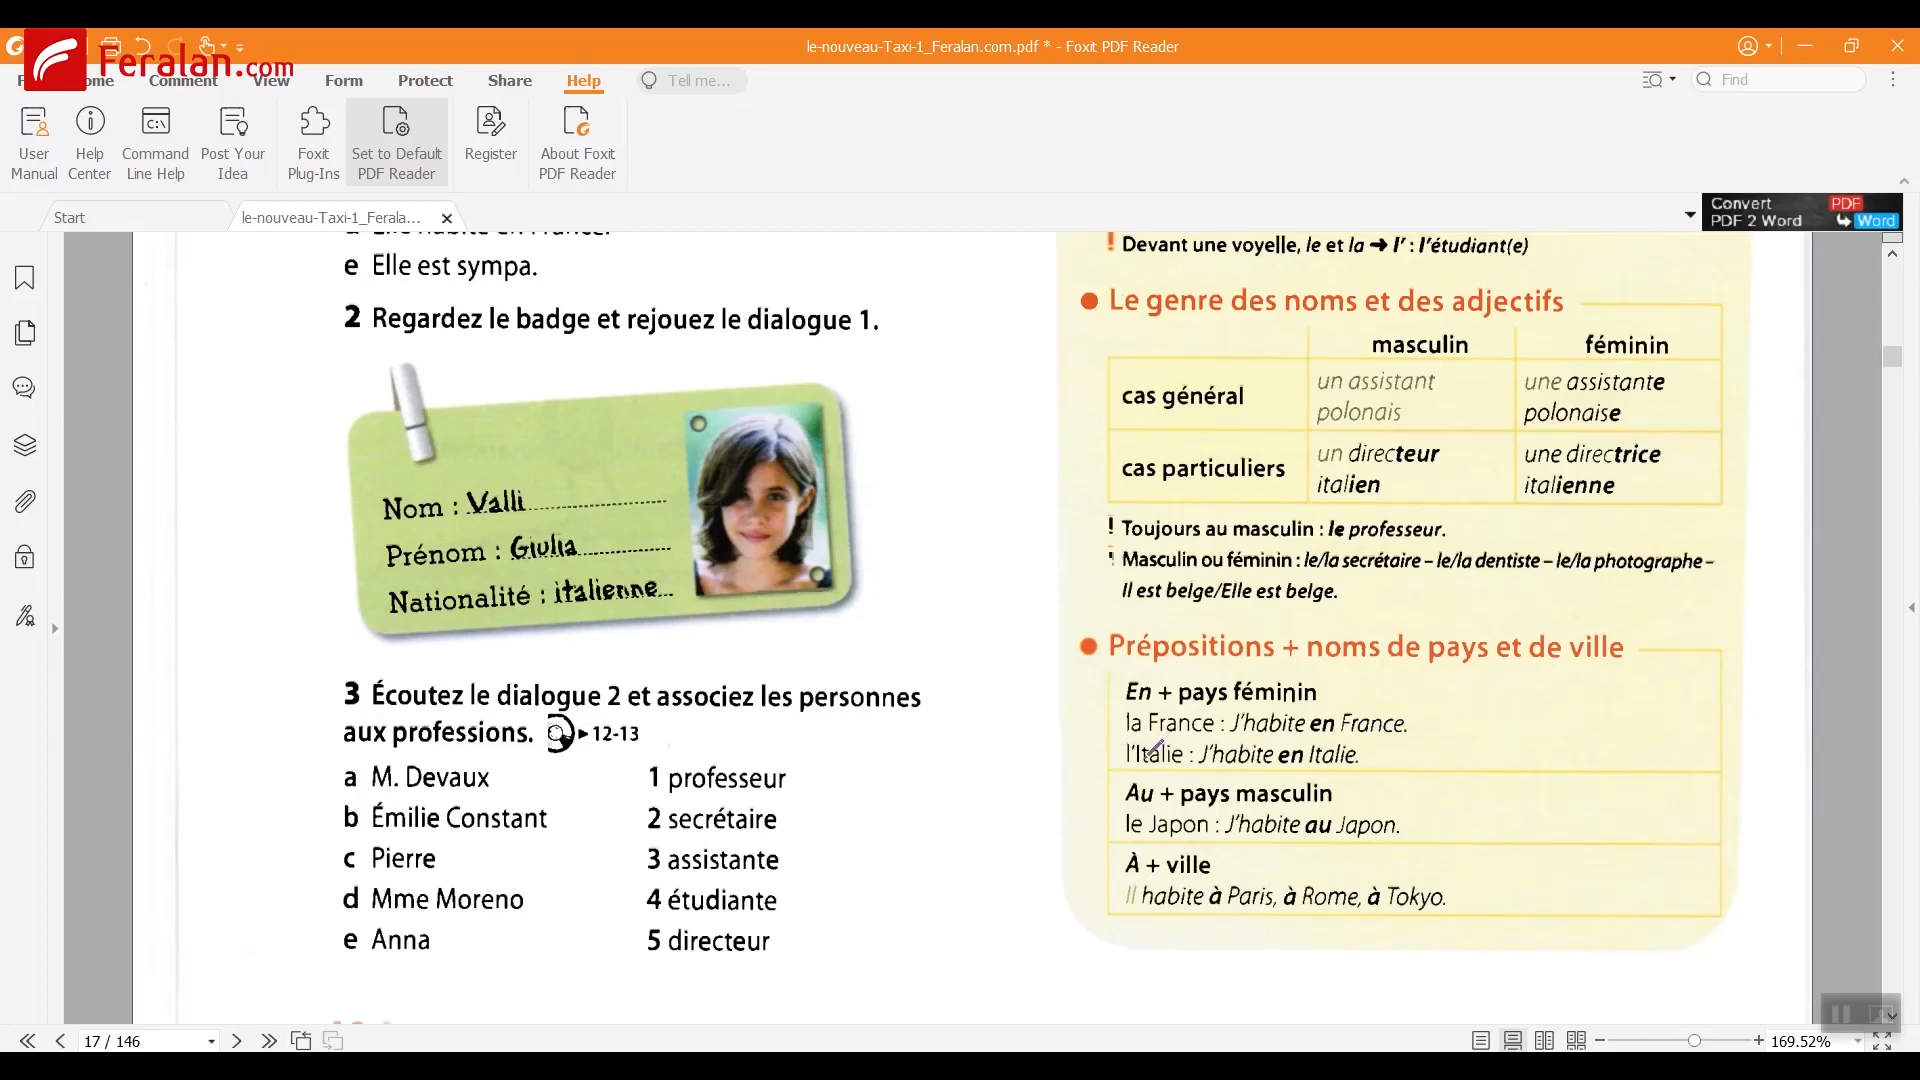 Feralan.com
le-nouveau-Taxi-1_Feralan.com.pdf * - Foxit PDF Reader
Comment View Form Protect Share Help Tell me... Find
User Manual
Help Center
Command Line Help
Post Your Idea
Foxit Plug-Ins
Set to Default PDF Reader
Register
About Foxit PDF Reader
Start
le-nouveau-Taxi-1_Ferala...
Convert PDF
PDF 2 Word Word
e Elle est sympa.
2 Regardez le badge et rejouez le dialogue 1.
Nom : Valli
Prénom : Giulia
Nationalité : italienne
3 Écoutez le dialogue 2 et associez les personnes
aux professions. 12-13
a M. Devaux 1 professeur
b Émilie Constant 2 secrétaire
c Pierre 3 assistante
d Mme Moreno 4 étudiante
e Anna 5 directeur
! Devant une voyelle, le et la ➜ l' : l'étudiant(e)
Le genre des noms et des adjectifs
masculin féminin
cas général
un assistant une assistante
polonais polonaise
cas particuliers
un directeur une directrice
italien italienne
! Toujours au masculin : le professeur.
! Masculin ou féminin : le/la secrétaire – le/la dentiste – le/la photographe –
Il est belge/Elle est belge.
Prépositions + noms de pays et de ville
En + pays féminin
la France : J'habite en France.
l'Italie : J'habite en Italie.
Au + pays masculin
le Japon : J'habite au Japon.
À + ville
Il habite à Paris, à Rome, à Tokyo.
17 / 146
169.52%